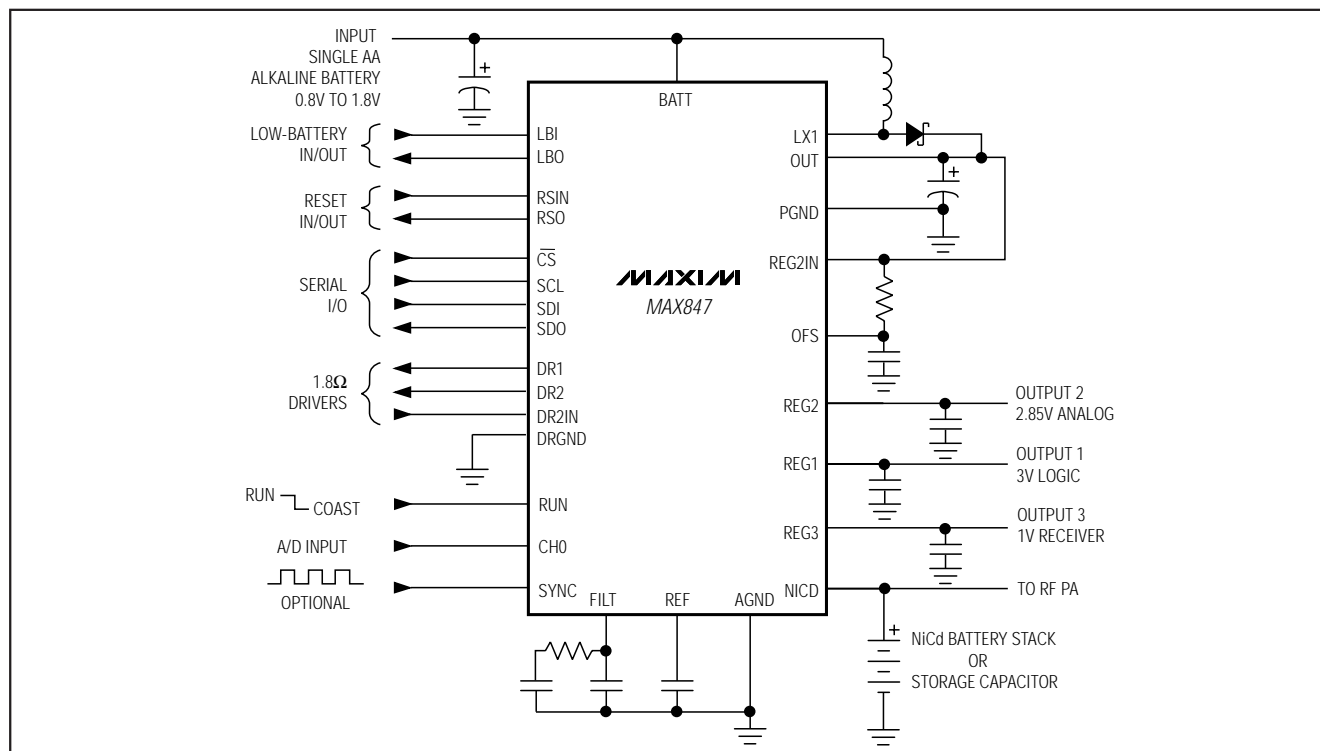 INPUT
SINGLE AA
ALKALINE BATTERY
0.8V TO 1.8V
LOW-BATTERY
IN/OUT
RESET
IN/OUT
SERIAL
I/O
1.8Ω
DRIVERS
RUN
COAST
A/D INPUT
OPTIONAL
BATT
LBI
LBO
RSIN
RSO
C̅S̅
SCL
SDI
SDO
DR1
DR2
DR2IN
DRGND
RUN
CH0
SYNC
FILT
REF
AGND
MAXIM
MAX847
LX1
OUT
PGND
REG2IN
OFS
REG2
REG1
REG3
NICD
+
+
OUTPUT 2
2.85V ANALOG
OUTPUT 1
3V LOGIC
OUTPUT 3
1V RECEIVER
TO RF PA
+
NiCd BATTERY STACK
OR
STORAGE CAPACITOR